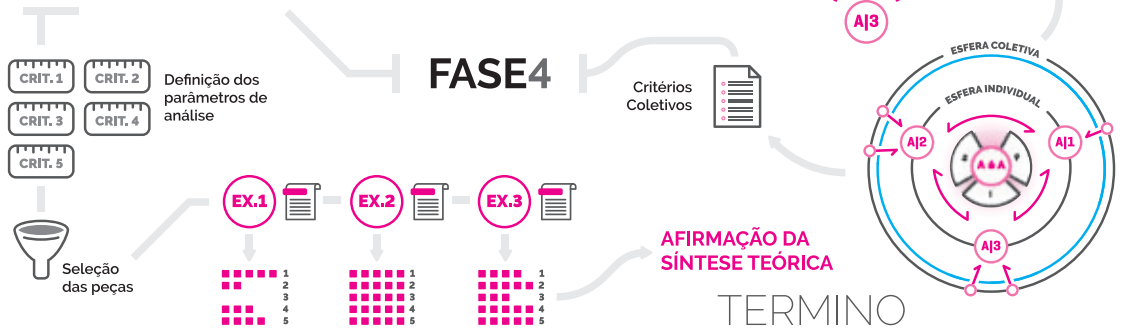 A|3
CRIT. 1
CRIT. 2
CRIT. 3
CRIT. 4
CRIT. 5
Definição dos
parâmetros de
análise
Seleção
das peças
FASE4
Critérios
Coletivos
ESFERA COLETIVA
ESFERA INDIVIDUAL
A|2
A|1
A|3
EX.1
EX.2
EX.3
1
2
3
4
5
1
2
3
4
5
1
2
3
4
5
AFIRMAÇÃO DA
SÍNTESE TEÓRICA
TERMINO